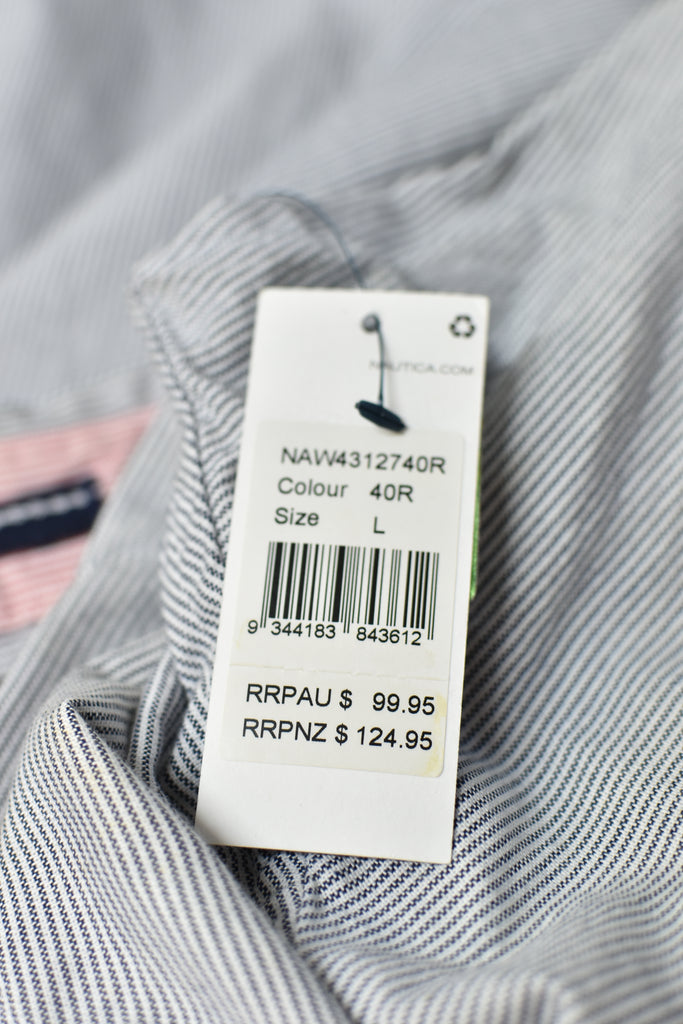 NAUTICA.COM
NAW4312740R
Colour 40R
Size L
9 344183 843612
RRPAU $ 99.95
RRPNZ $ 124.95